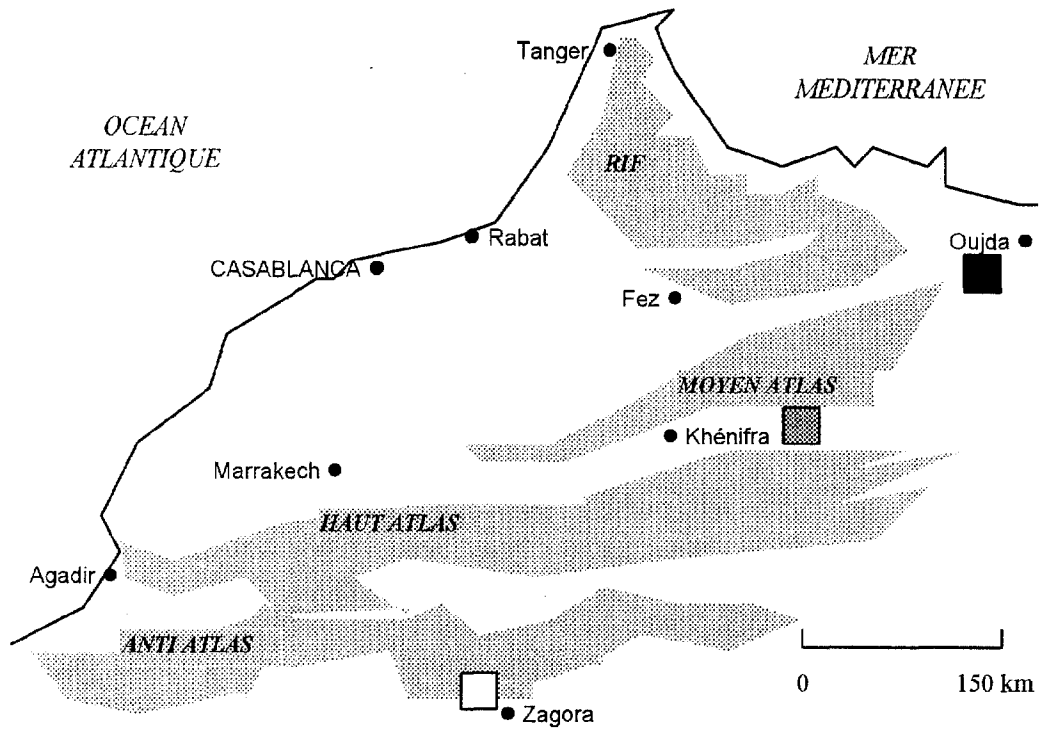 Tanger
MER
MEDITERRANEE
OCEAN
ATLANTIQUE
RIF
Rabat
Oujda
CASABLANCA
Fez
MOYEN ATLAS
Khénifra
Marrakech
HAUT ATLAS
Agadir
ANTI ATLAS
0 150 km
Zagora